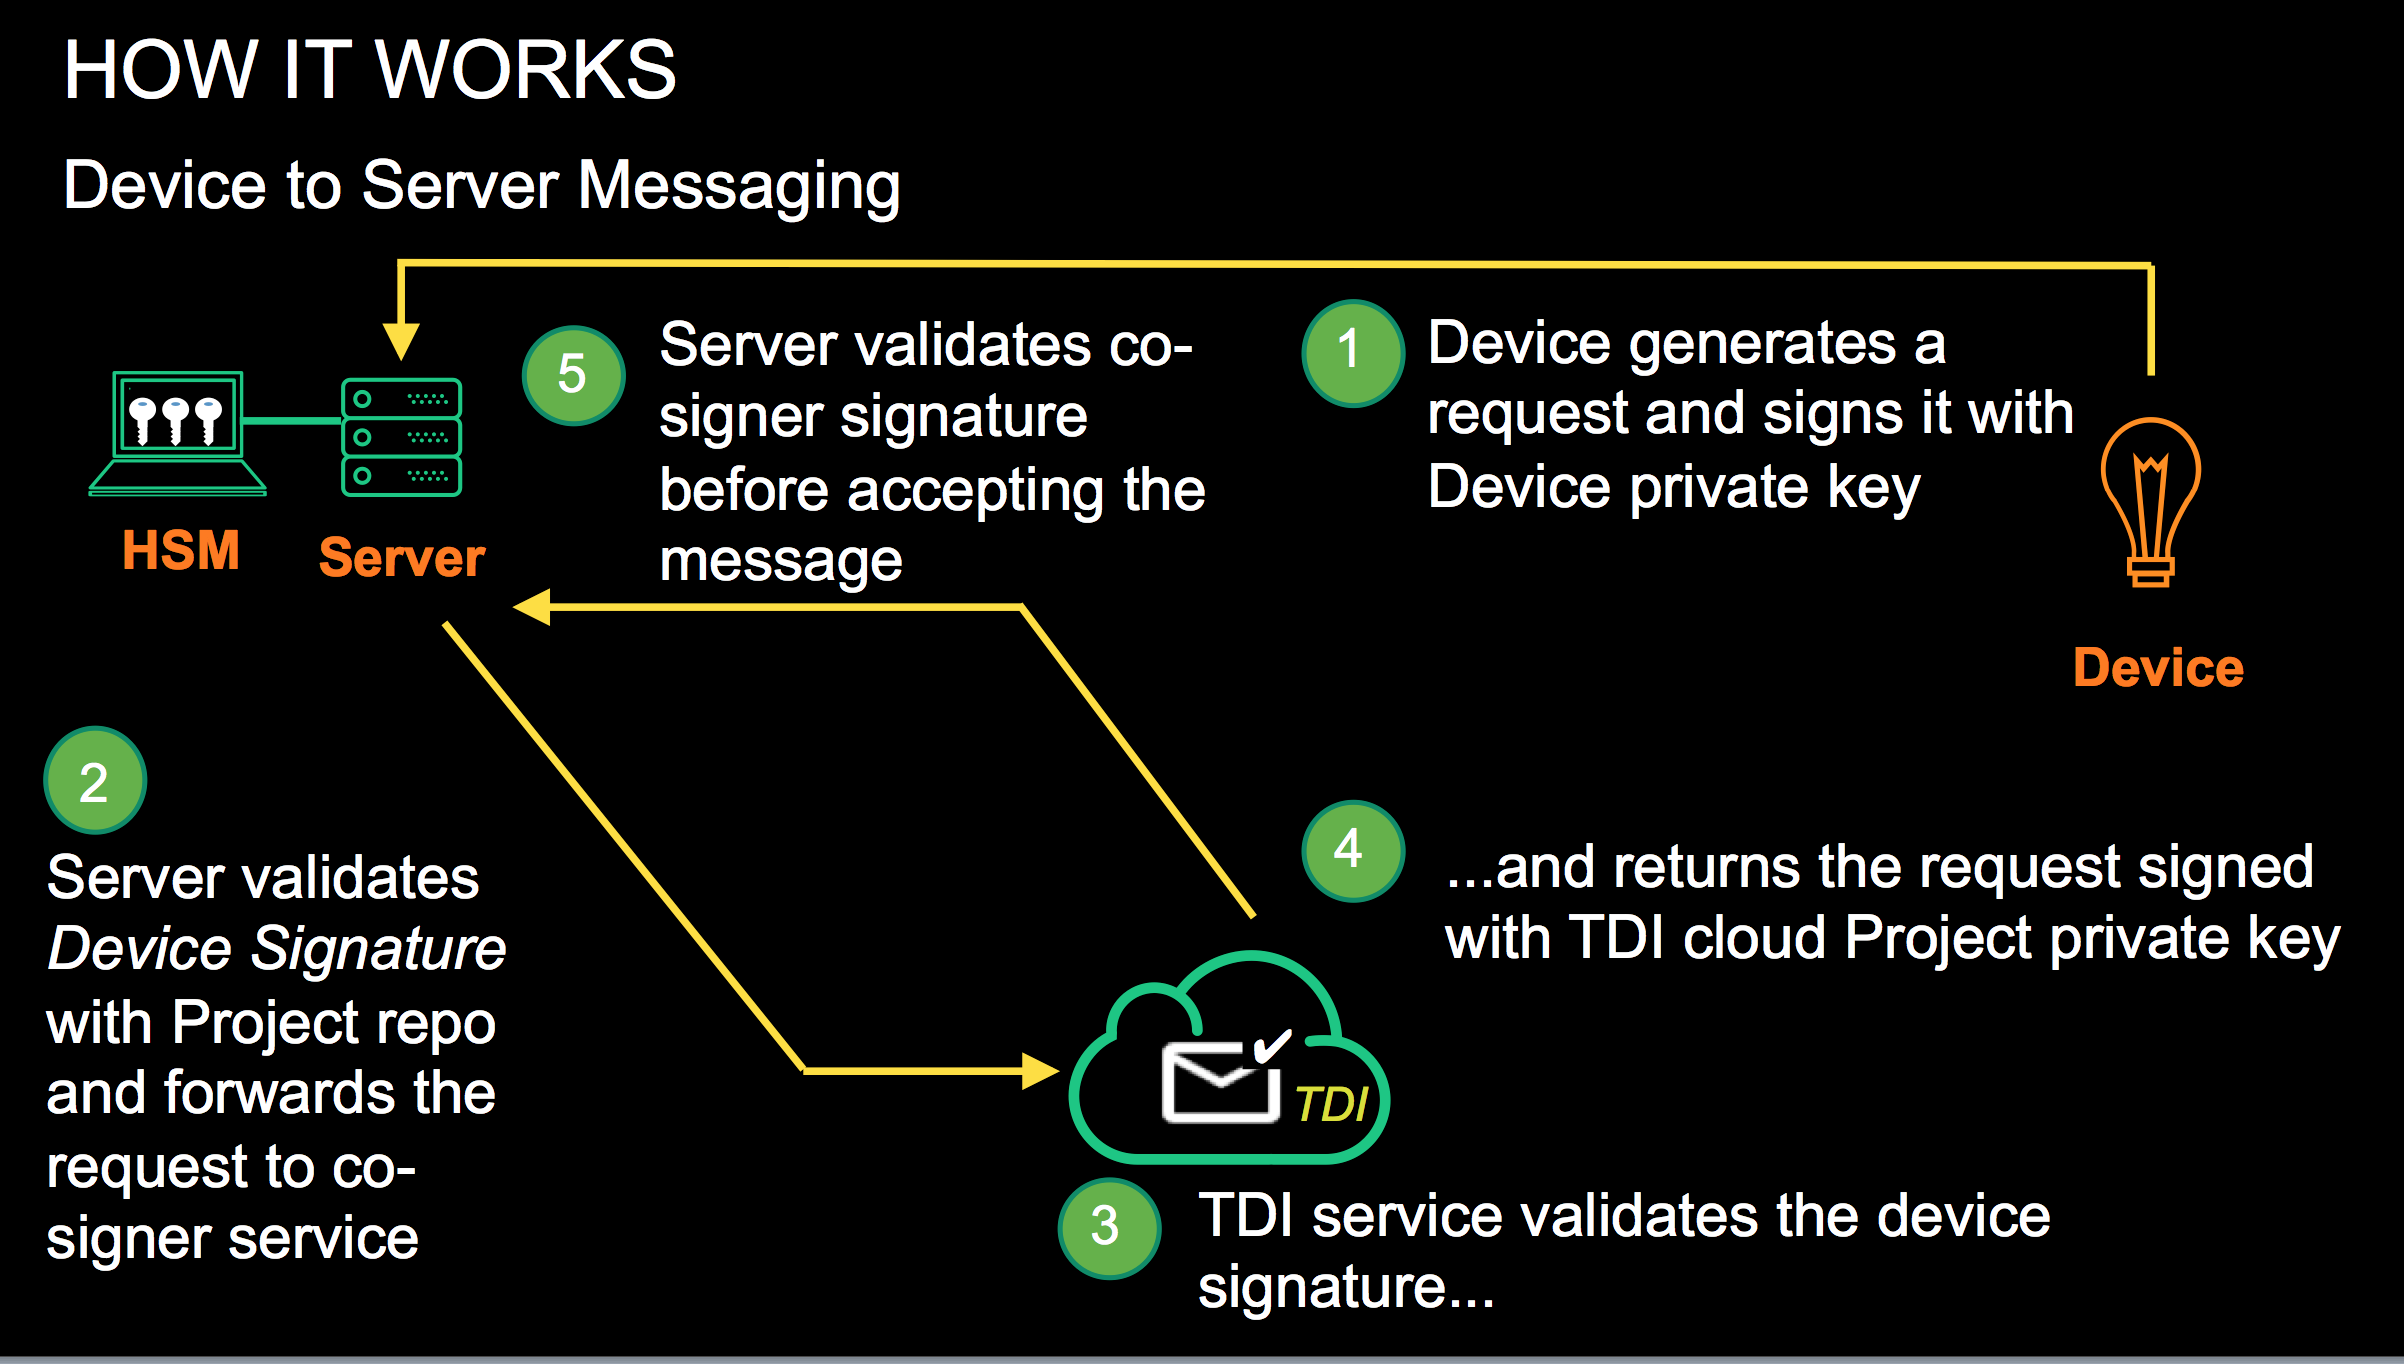 HOW IT WORKS
Device to Server Messaging
1
Device generates a
request and signs it with
Device private key
5
Server validates co-
signer signature
before accepting the
message
HSM
Server
Device
2
Server validates
Device Signature
with Project repo
and forwards the
request to co-
signer service
4
...and returns the request signed
with TDI cloud Project private key
TDI
3
TDI service validates the device
signature...